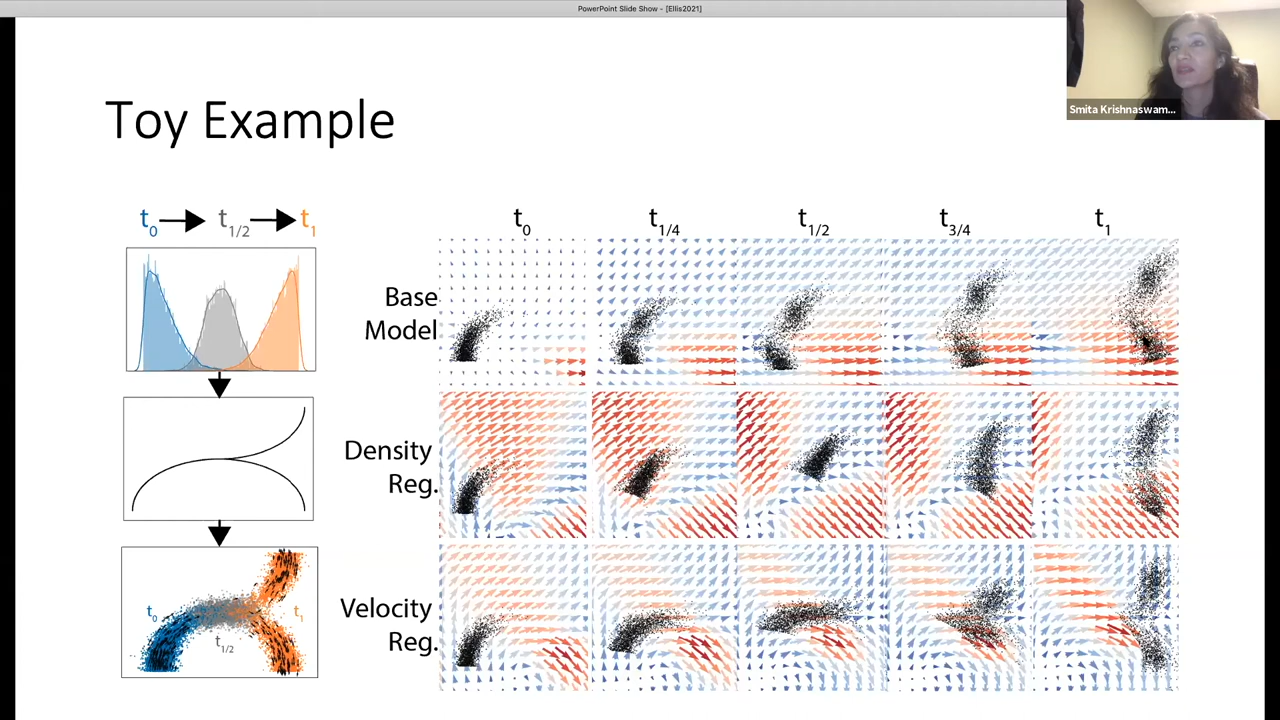 PowerPoint Slide Show - [Ellis2021]
Smita Krishnaswam...
Toy Example
t0 t1/2 t1
t0 t1/4 t1/2 t3/4 t1
Base
Model
Density
Reg.
t0 t1
t1/2
Velocity
Reg.